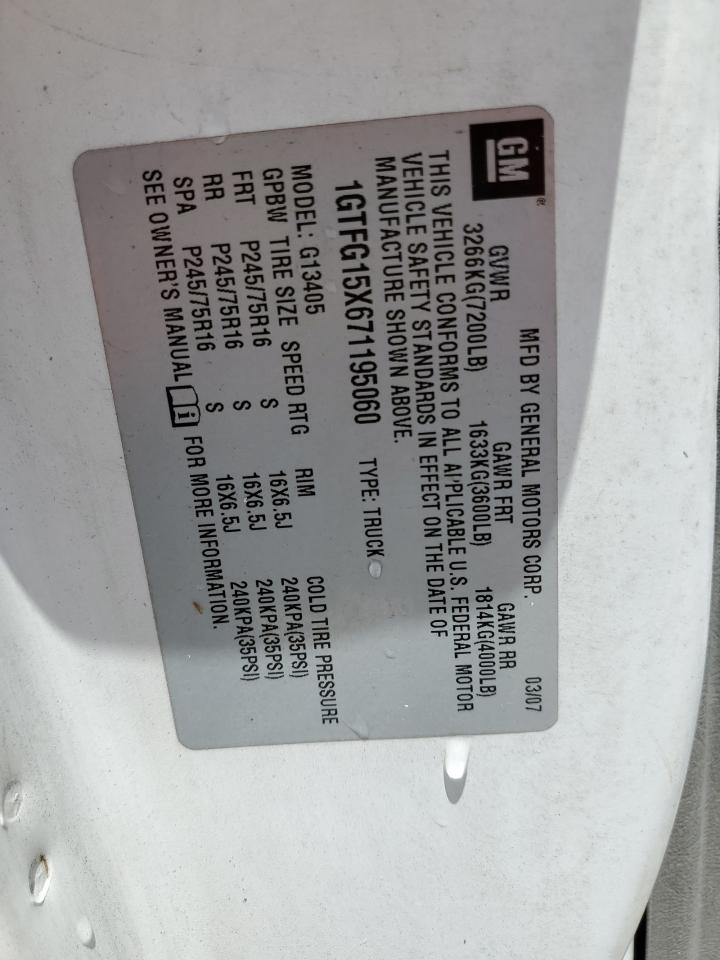 GM®
MFD BY GENERAL MOTORS CORP. 03/07
GVWR GAWR FRT GAWR RR
3266KG(7200LB) 1633KG(3600LB) 1814KG(4000LB)
THIS VEHICLE CONFORMS TO ALL APPLICABLE U.S. FEDERAL MOTOR
VEHICLE SAFETY STANDARDS IN EFFECT ON THE DATE OF
MANUFACTURE SHOWN ABOVE.
1GTFG15X671195060 TYPE: TRUCK
MODEL: G13405
GPBW TIRE SIZE SPEED RTG RIM COLD TIRE PRESSURE
FRT P245/75R16 S 16X6.5J 240KPA(35PSI)
RR P245/75R16 S 16X6.5J 240KPA(35PSI)
SPA P245/75R16 S 16X6.5J 240KPA(35PSI)
SEE OWNER'S MANUAL i FOR MORE INFORMATION.